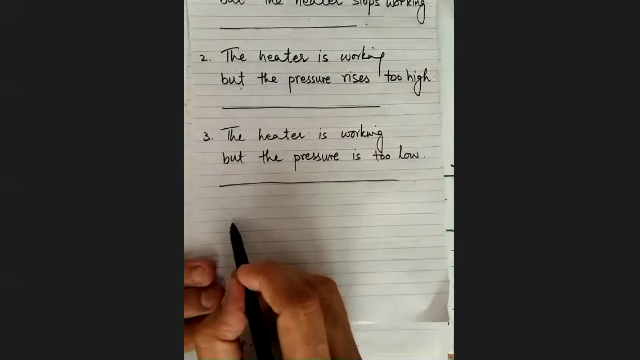 but the heater stops working.
2. The heater is working
but the pressure rises too high
3. The heater is working
but the pressure is too low.